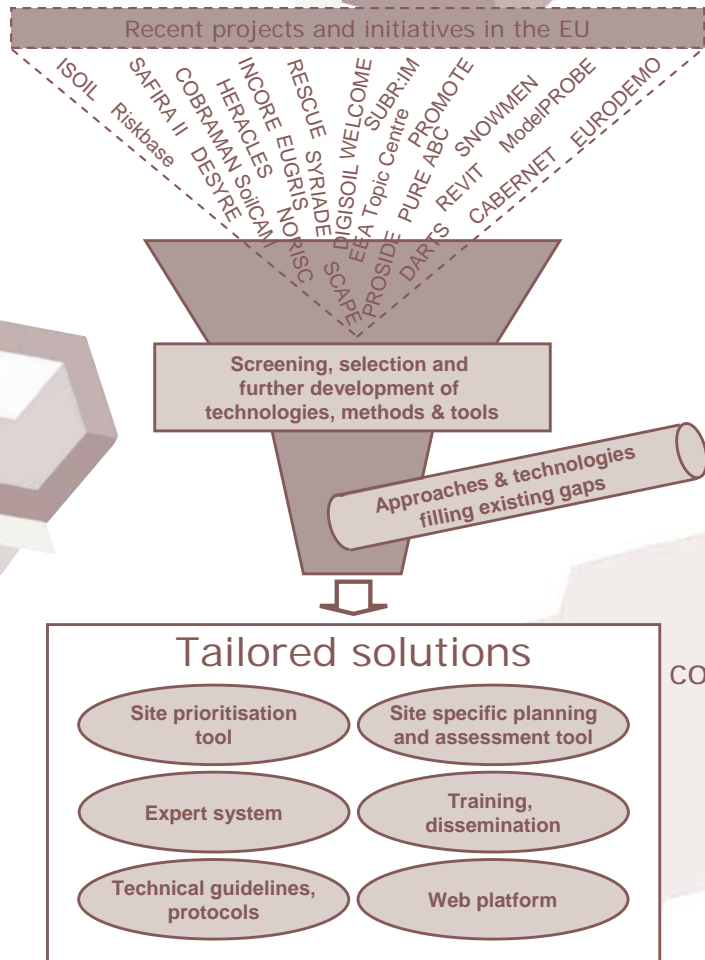 Recent projects and initiatives in the EU
ISOIL
Riskbase
SAFIRA II
DESYRE
COBRAMAN
SoilCAM
HERACLES
NORISC
INCORE
EUGRIS
RESCUE
SYRIADE
SCAPE
DIGISOIL
WELCOME
EEA Topic Centre
SUBR:IM
PROSIDE
PURE ABC
PROMOTE
DARTS
REVIT
SNOWMEN
CABERNET
ModelPROBE
EURODEMO
Screening, selection and
further development of
technologies, methods & tools
Approaches & technologies
filling existing gaps
Tailored solutions
co
Site prioritisation
tool
Site specific planning
and assessment tool
Expert system
Training,
dissemination
Technical guidelines,
protocols
Web platform